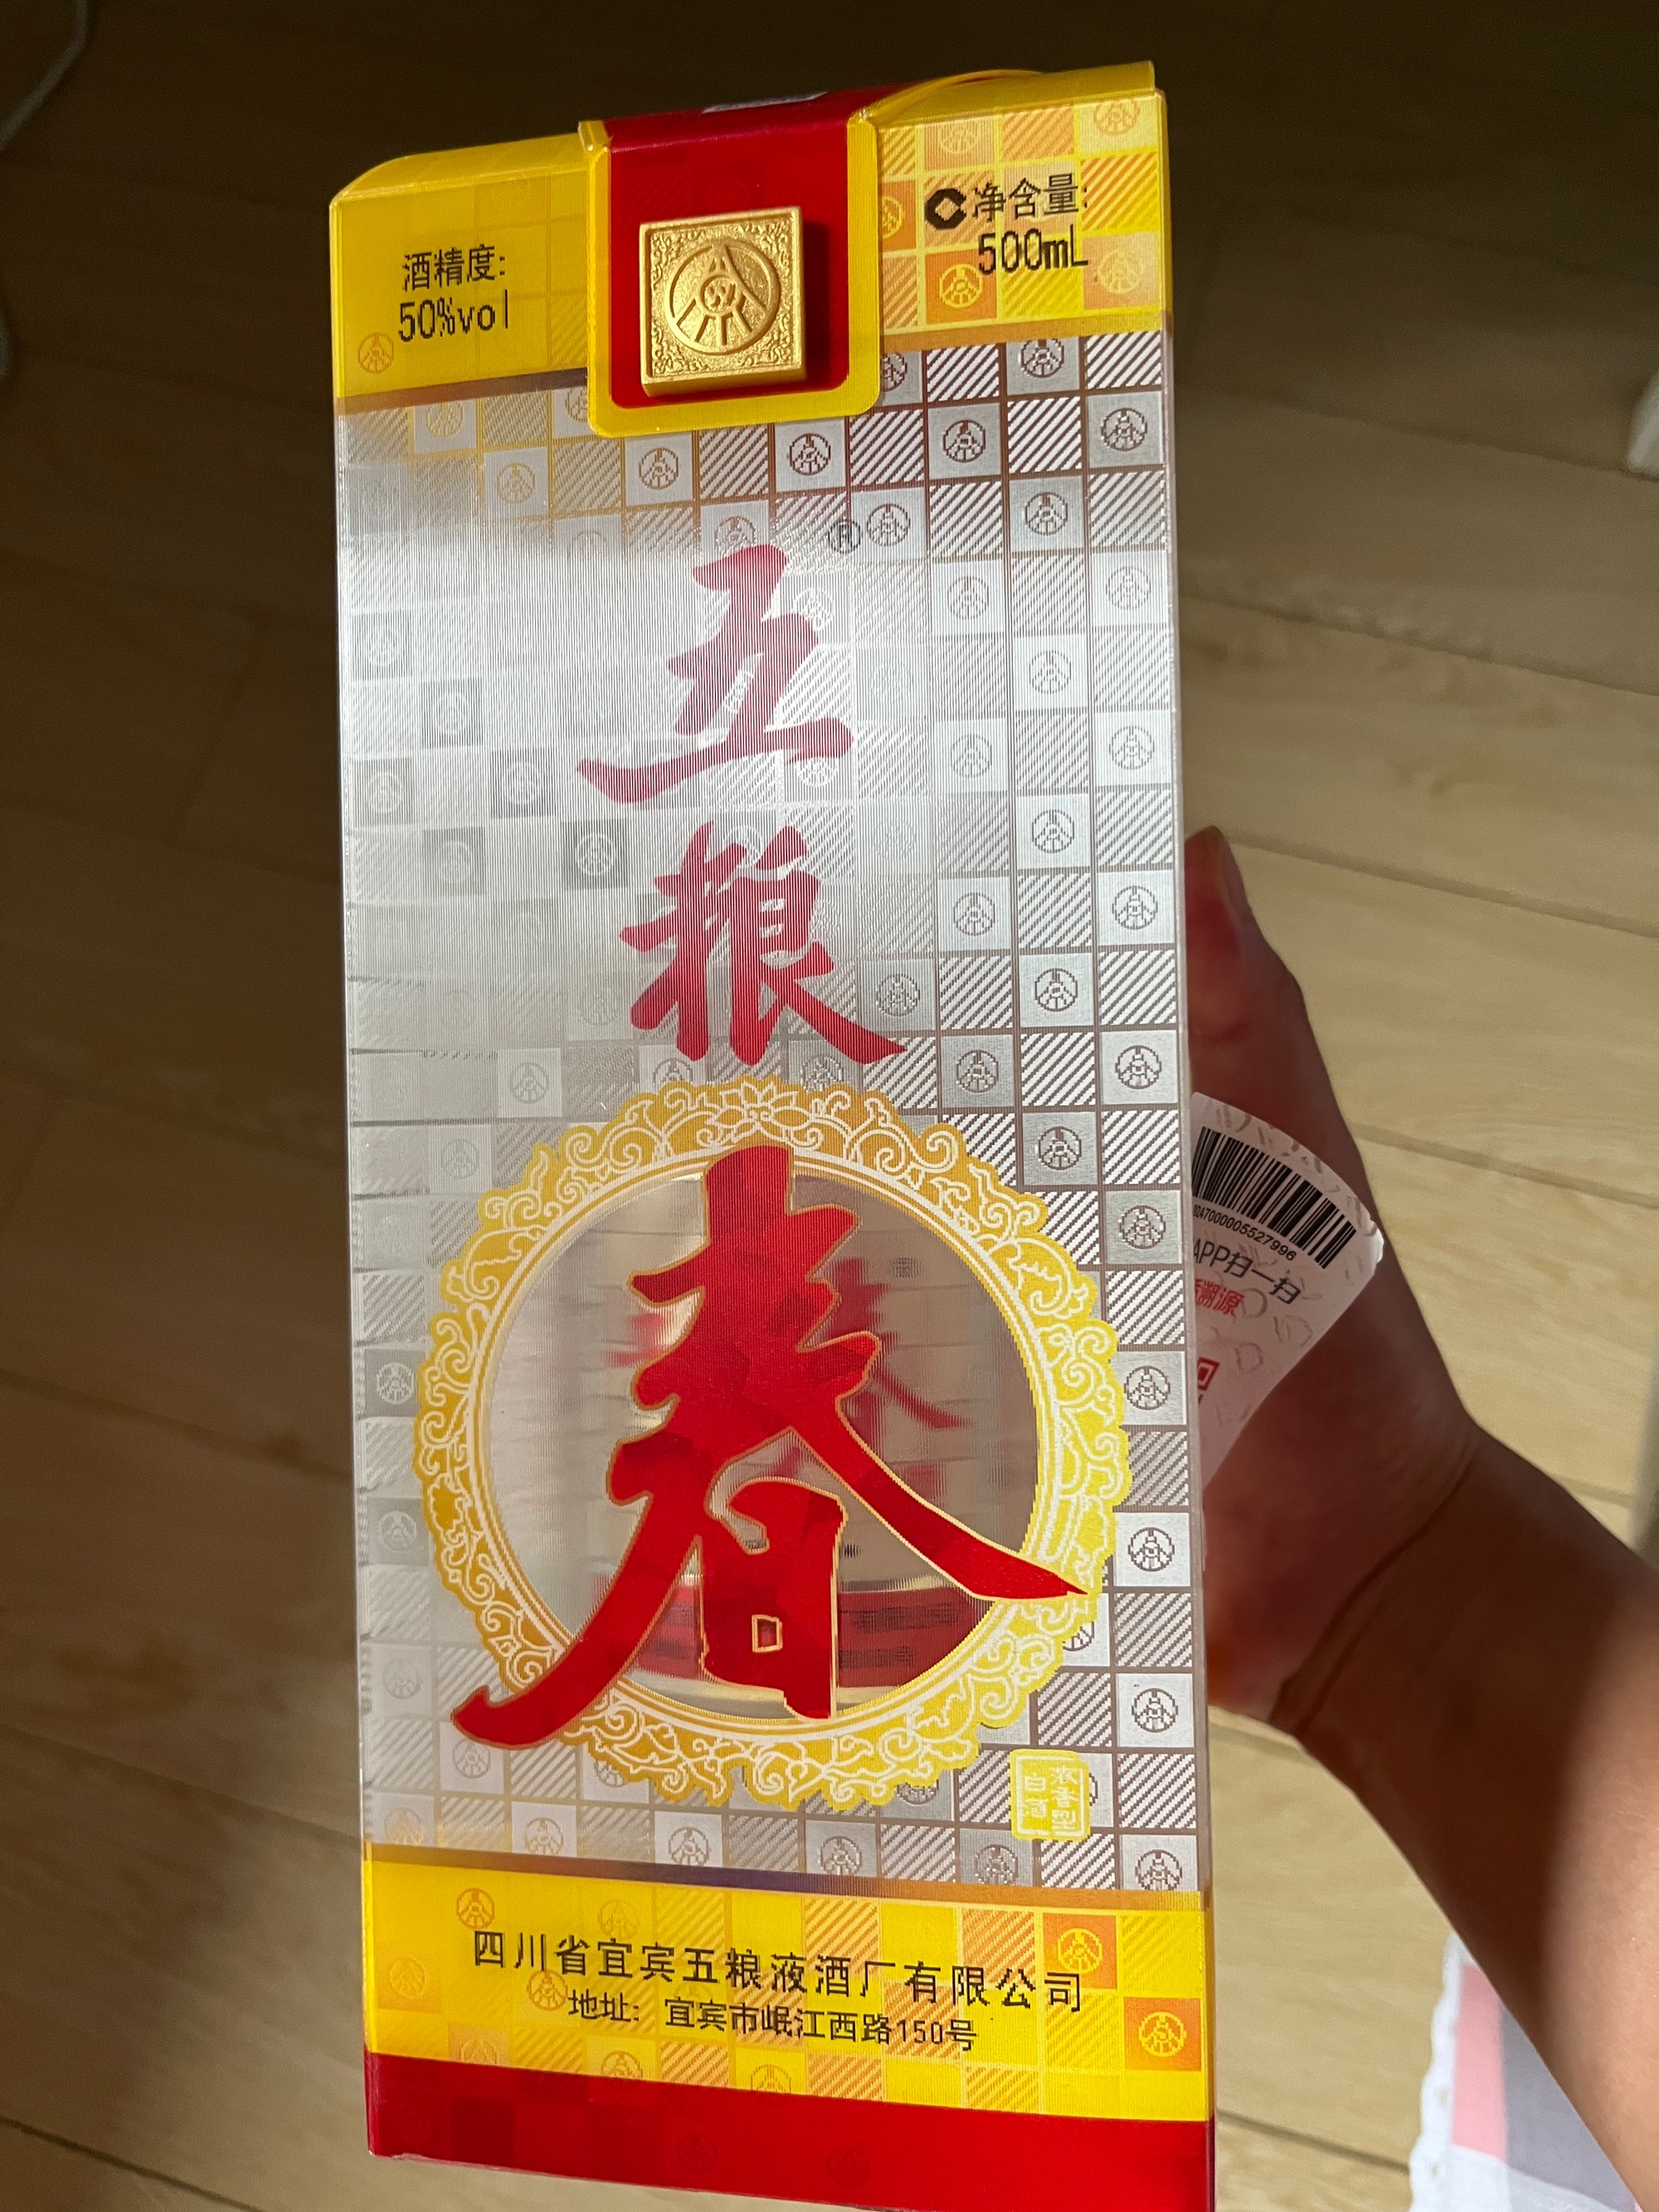 酒精度:
50%vol
净含量:
500mL
®
五
粮
春
浓香型
白酒
四川省宜宾五粮液酒厂有限公司
地址: 宜宾市岷江西路150号
APP扫一扫
溯源